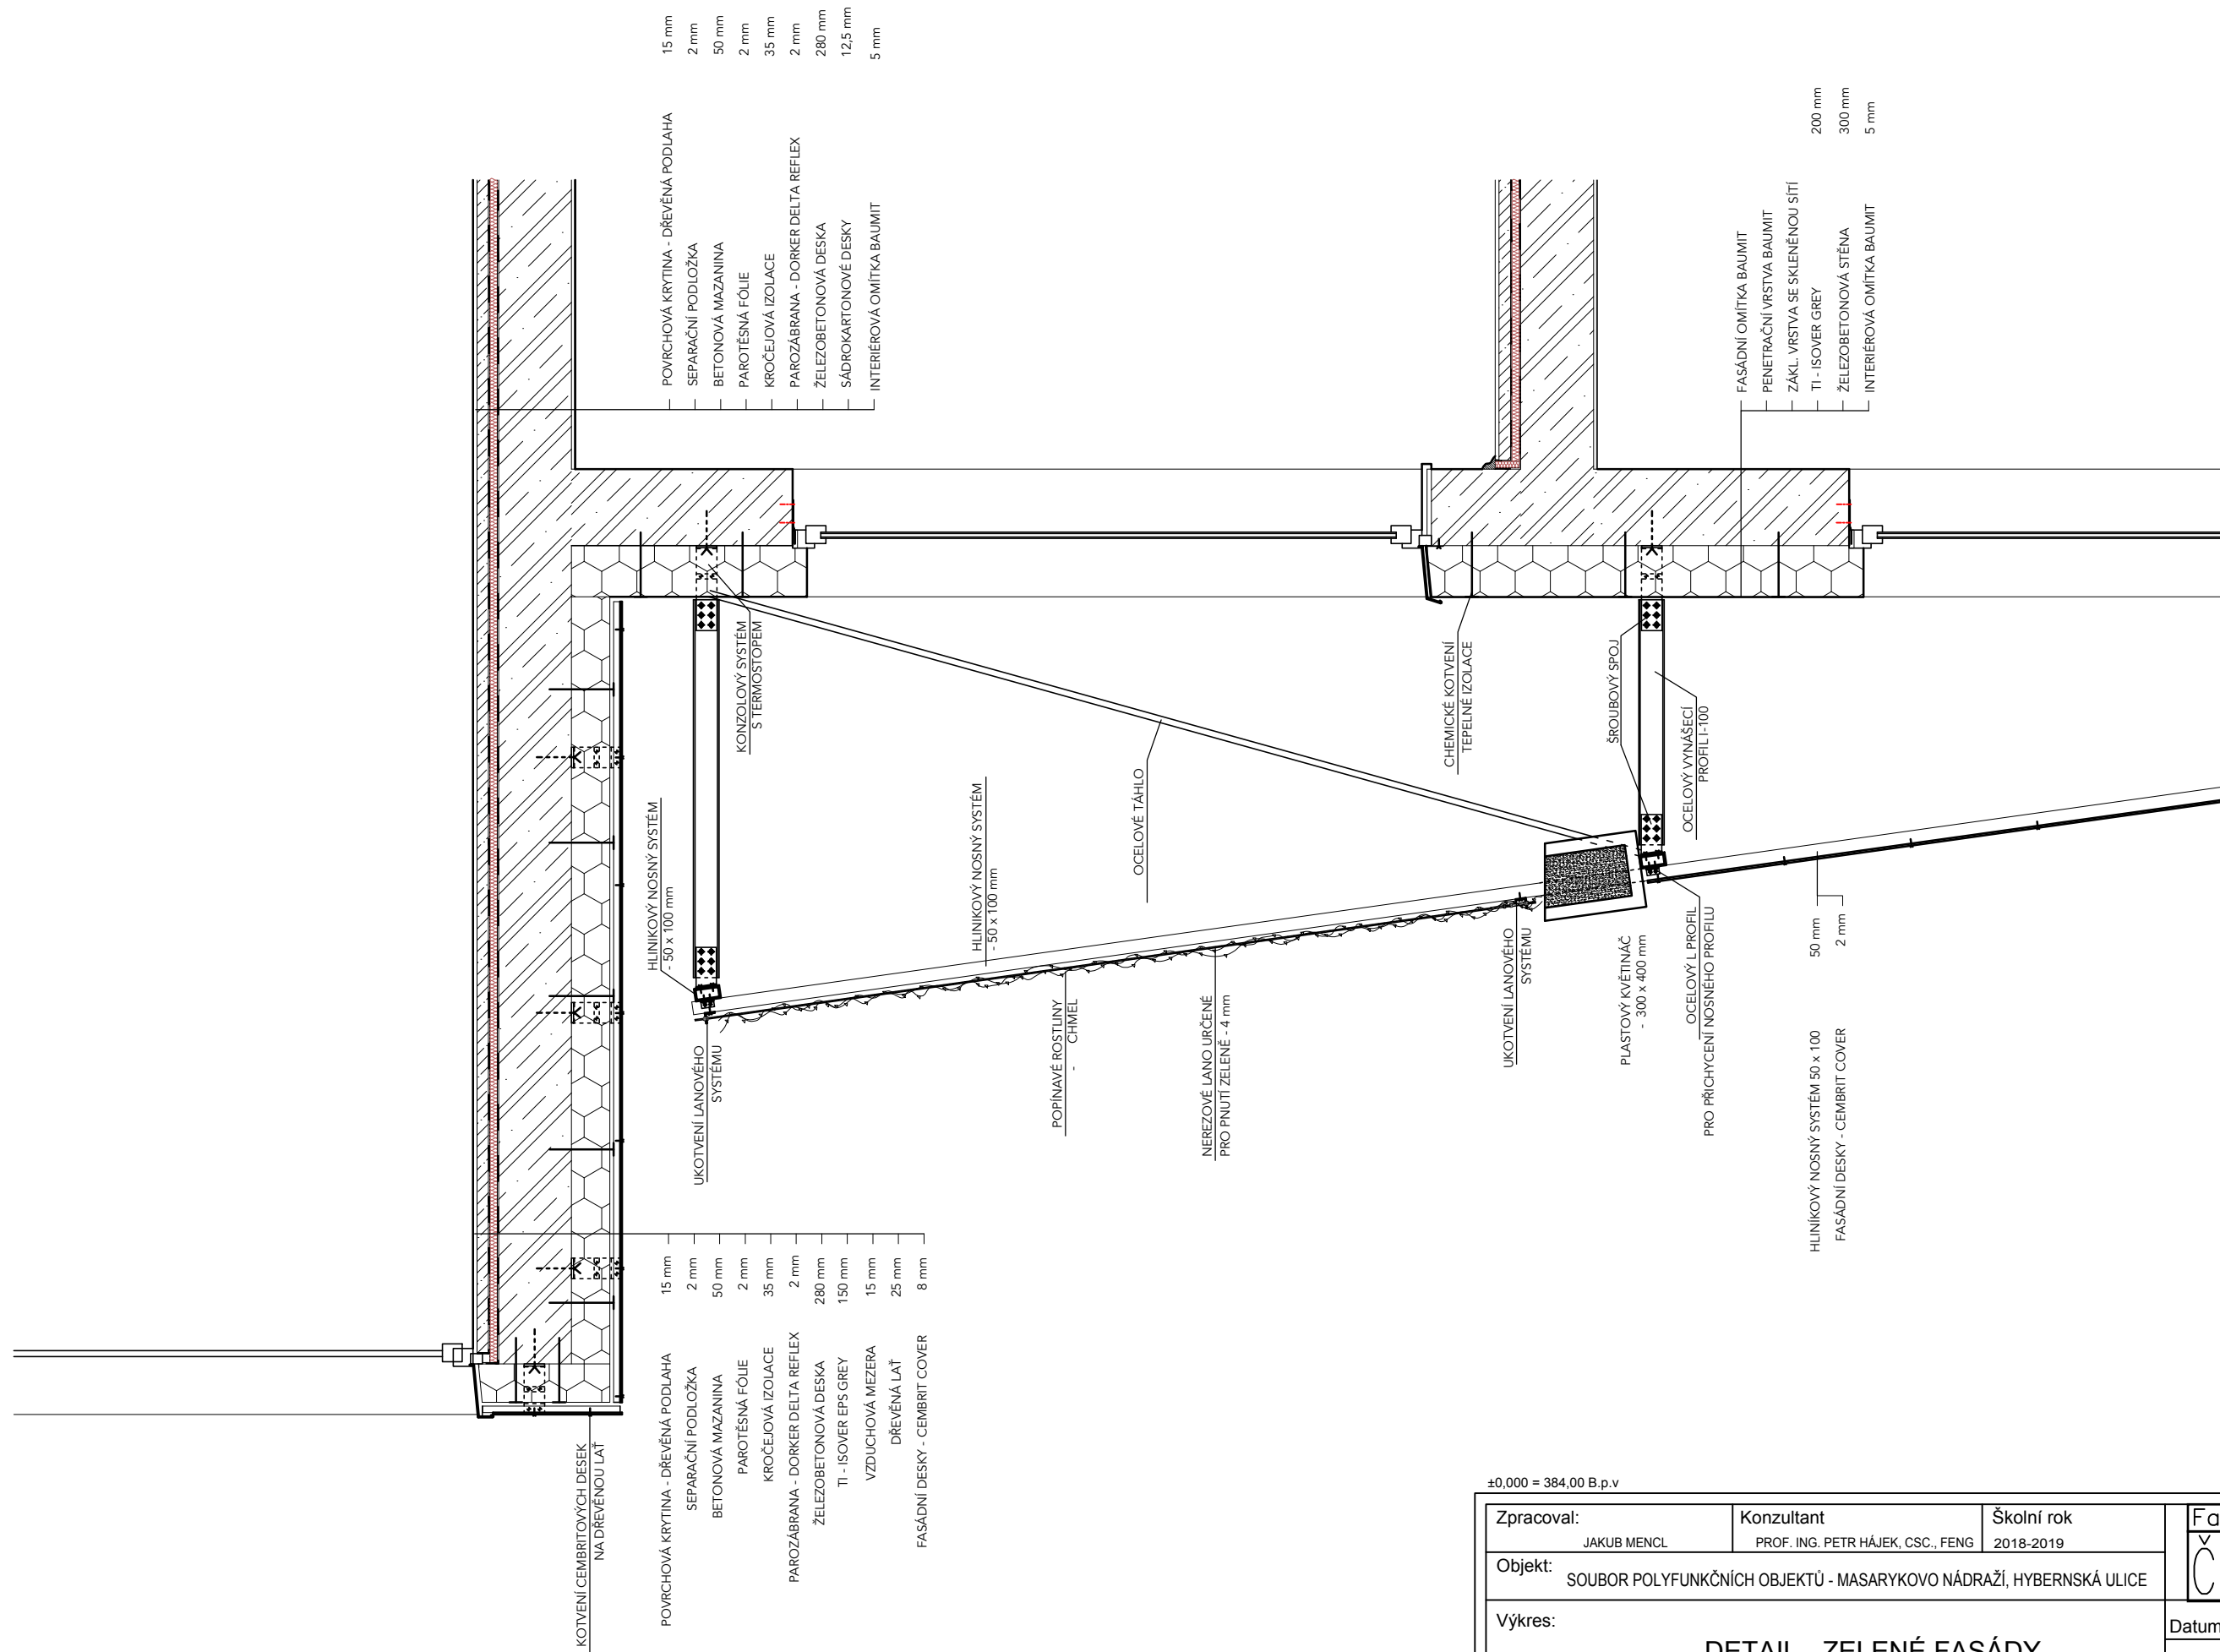 POVRCHOVÁ KRYTINA - DŘEVĚNÁ PODLAHA 15 mm
SEPARAČNÍ PODLOŽKA 2 mm
BETONOVÁ MAZANINA 50 mm
PAROTĚSNÁ FÓLIE 2 mm
KROČEJOVÁ IZOLACE 35 mm
PAROZÁBRANA - DORKER DELTA REFLEX 2 mm
ŽELEZOBETONOVÁ DESKA 280 mm
SÁDROKARTONOVÉ DESKY 12,5 mm
INTERIÉROVÁ OMÍTKA BAUMIT 5 mm
FASÁDNÍ OMÍTKA BAUMIT
PENETRAČNÍ VRSTVA BAUMIT
ZÁKL. VRSTVA SE SKLENĚNOU SÍTÍ
TI - ISOVER GREY 200 mm
ŽELEZOBETONOVÁ STĚNA 300 mm
INTERIÉROVÁ OMÍTKA BAUMIT 5 mm
KONZOLOVÝ SYSTÉM
S TERMOSTOPEM
HLINIKOVÝ NOSNÝ SYSTÉM
- 50 x 100 mm
HLINIKOVÝ NOSNÝ SYSTÉM
- 50 x 100 mm
OCELOVÉ TÁHLO
CHEMICKÉ KOTVENÍ
TEPELNÉ IZOLACE
ŠROUBOVÝ SPOJ
OCELOVÝ VYNÁŠECÍ
PROFIL I-100
UKOTVENÍ LANOVÉHO
SYSTÉMU
POPÍNAVÉ ROSTLINY
- CHMEL
NEREZOVÉ LANO URČENÉ
PRO PNUTÍ ZELENĚ - 4 mm
UKOTVENÍ LANOVÉHO
SYSTÉMU
PLASTOVÝ KVĚTINÁČ
- 300 x 400 mm
OCELOVÝ L PROFIL
PRO PŘICHYCENÍ NOSNÉHO PROFILU
HLINÍKOVÝ NOSNÝ SYSTÉM 50 x 100 50 mm
FASÁDNÍ DESKY - CEMBRIT COVER 2 mm
POVRCHOVÁ KRYTINA - DŘEVĚNÁ PODLAHA 15 mm
SEPARAČNÍ PODLOŽKA 2 mm
BETONOVÁ MAZANINA 50 mm
PAROTĚSNÁ FÓLIE 2 mm
KROČEJOVÁ IZOLACE 35 mm
PAROZÁBRANA - DORKER DELTA REFLEX 2 mm
ŽELEZOBETONOVÁ DESKA 280 mm
TI - ISOVER EPS GREY 150 mm
VZDUCHOVÁ MEZERA 15 mm
DŘEVĚNÁ LAŤ 25 mm
FASÁDNÍ DESKY - CEMBRIT COVER 8 mm
KOTVENÍ CEMBRITOVÝCH DESEK
NA DŘEVĚNOU LAŤ
±0,000 = 384,00 B.p.v
Zpracoval: Konzultant Školní rok
JAKUB MENCL PROF. ING. PETR HÁJEK, CSC., FENG 2018-2019
Objekt: SOUBOR POLYFUNKČNÍCH OBJEKTŮ - MASARYKOVO NÁDRAŽÍ, HYBERNSKÁ ULICE
Fa
Č
Výkres:
Datum
DETAIL - ZELENÉ FASÁDY